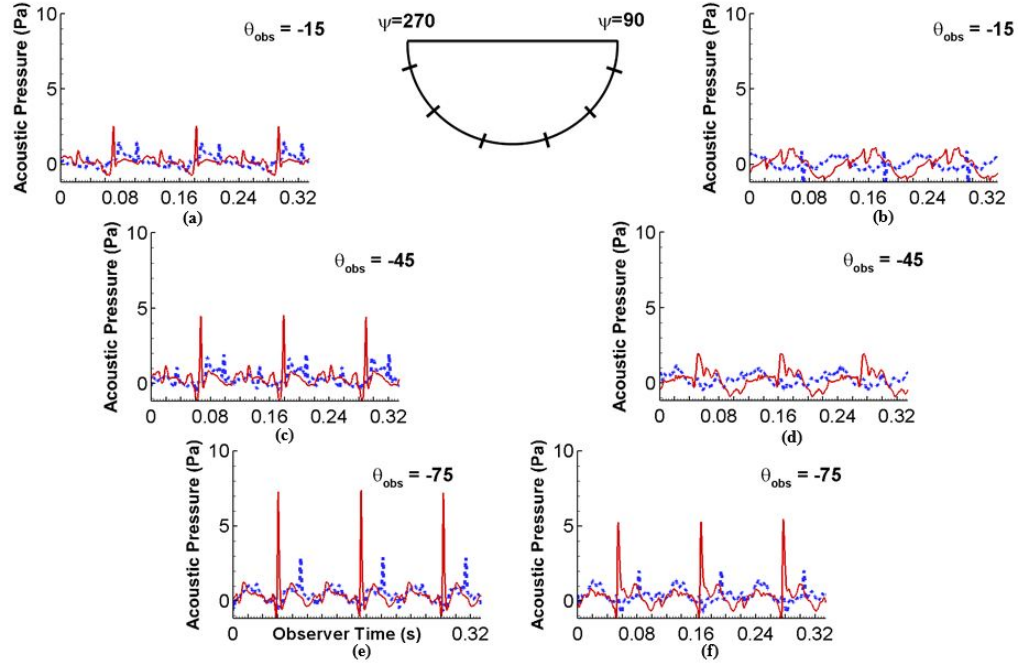 10
5
0
Acoustic Pressure (Pa)
θobs = -15
0 0.08 0.16 0.24 0.32
(a)
ψ=270 ψ=90
10
5
0
Acoustic Pressure (Pa)
θobs = -15
0 0.08 0.16 0.24 0.32
(b)
10
5
0
Acoustic Pressure (Pa)
θobs = -45
0 0.08 0.16 0.24 0.32
(c)
10
5
0
Acoustic Pressure (Pa)
θobs = -45
0 0.08 0.16 0.24 0.32
(d)
10
5
0
Acoustic Pressure (Pa)
θobs = -75
0 Observer Time (s) 0.32
(e)
10
5
0
Acoustic Pressure (Pa)
θobs = -75
0 0.08 0.16 0.24 0.32
(f)